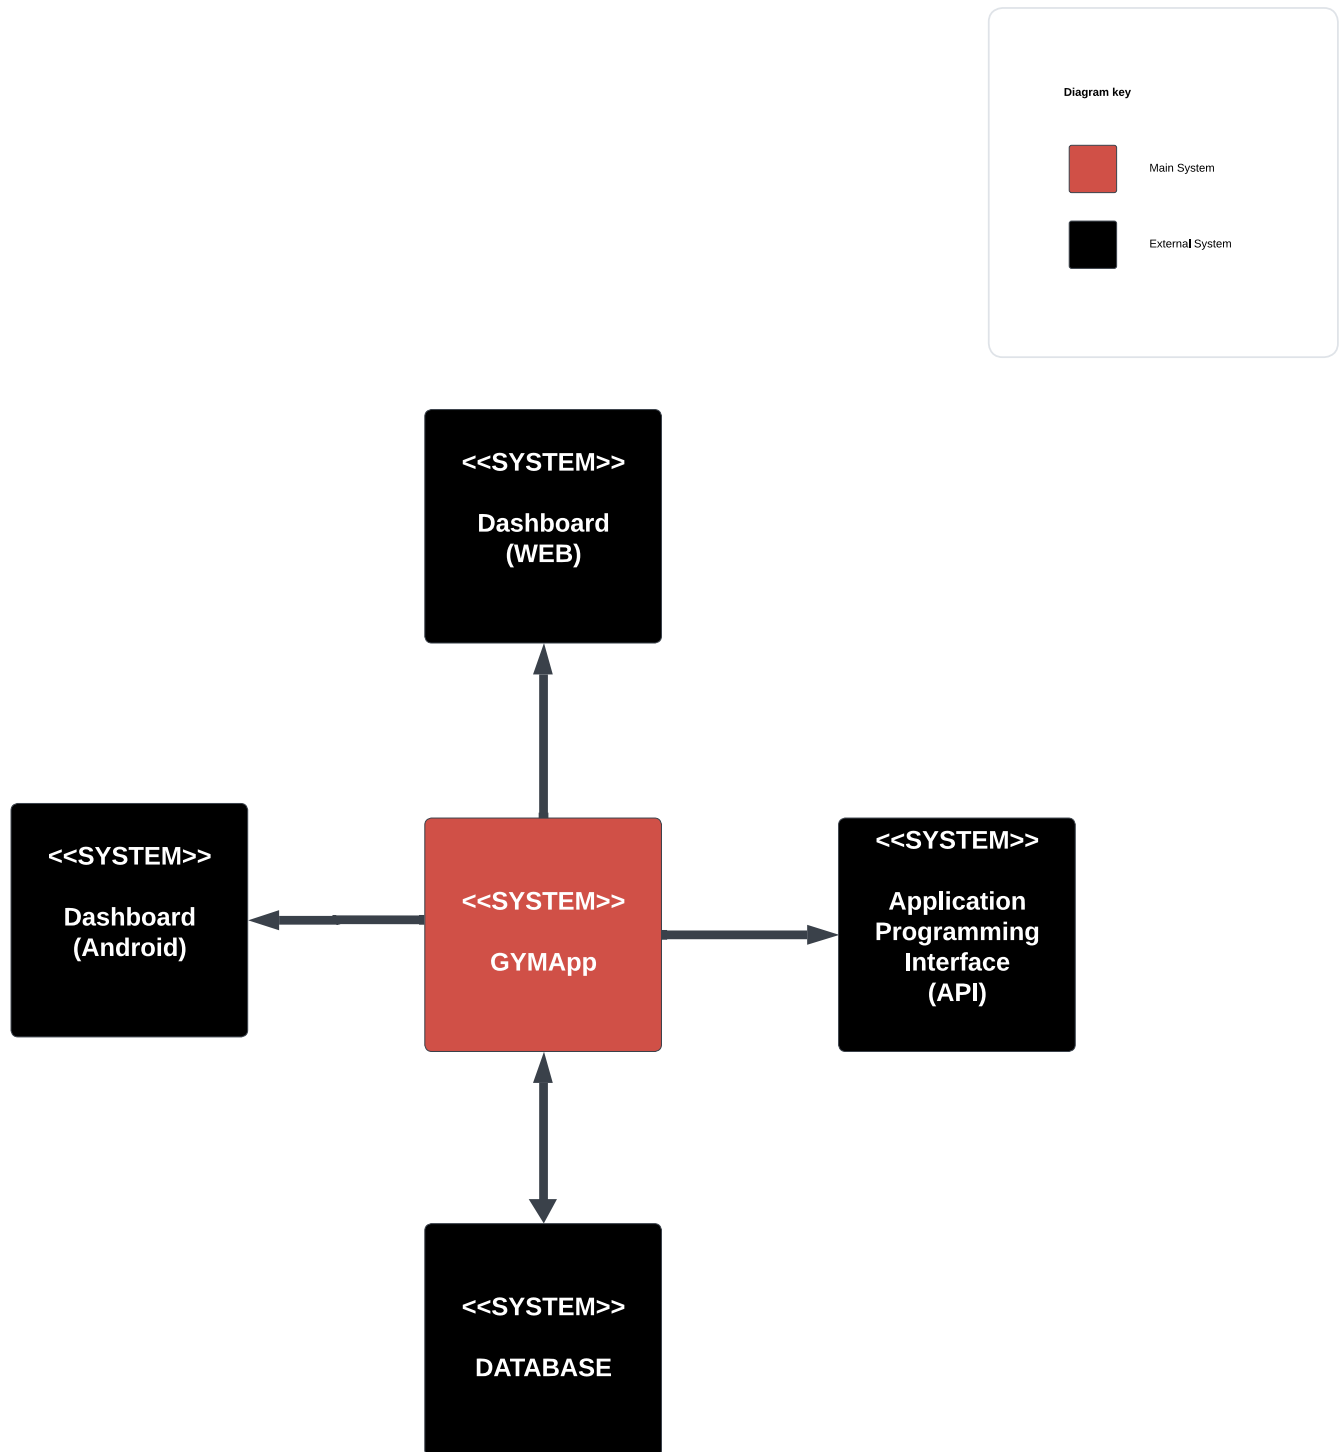 Diagram key
Main System
External System
<<SYSTEM>>
Dashboard
(WEB)
<<SYSTEM>>
Dashboard
(Android)
<<SYSTEM>>
GYMApp
<<SYSTEM>>
Application
Programming
Interface
(API)
<<SYSTEM>>
DATABASE